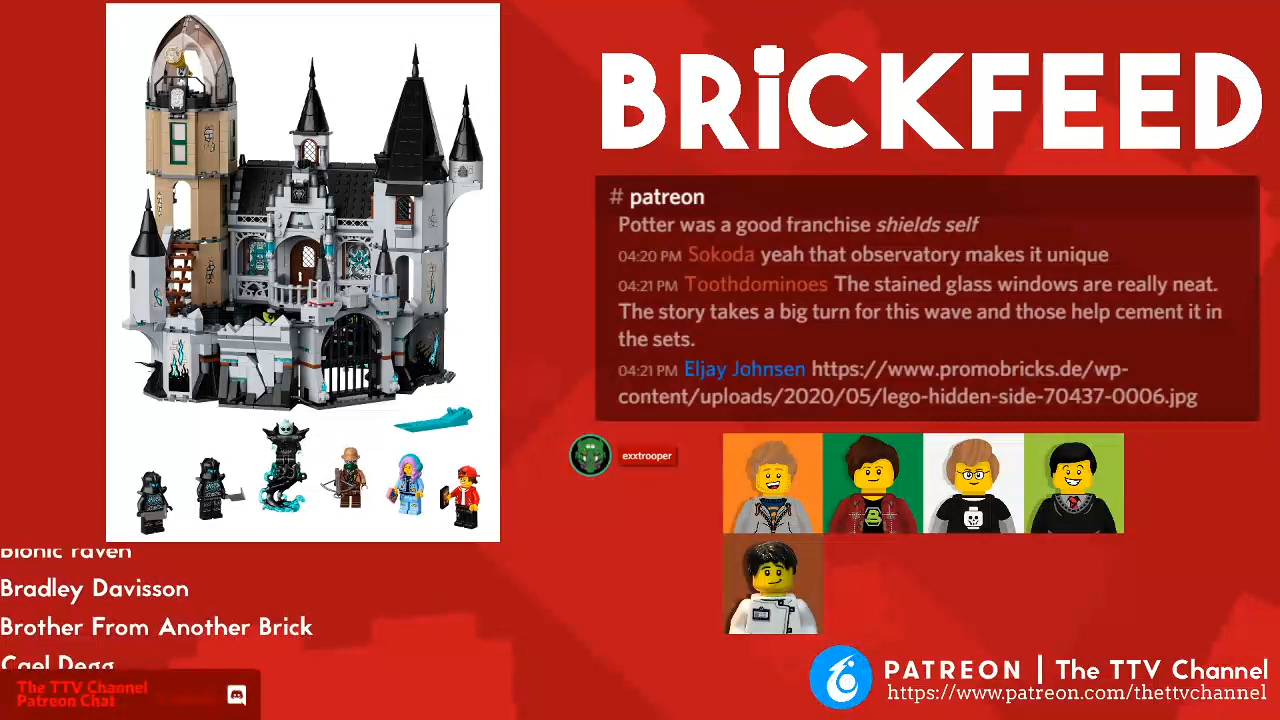 BRiCKFEED
# patreon
Potter was a good franchise shields self
04:20 PM Sokoda yeah that observatory makes it unique
04:21 PM Toothdominoes The stained glass windows are really neat.
The story takes a big turn for this wave and those help cement it in
the sets.
04:21 PM Eljay Johnsen https://www.promobricks.de/wp-
content/uploads/2020/05/lego-hidden-side-70437-0006.jpg
exxtrooper
Bionic raven
Bradley Davisson
Brother From Another Brick
Cael Degg
The TTV Channel
Patreon Chat
PATREON | The TTV Channel
https://www.patreon.com/thettvchannel